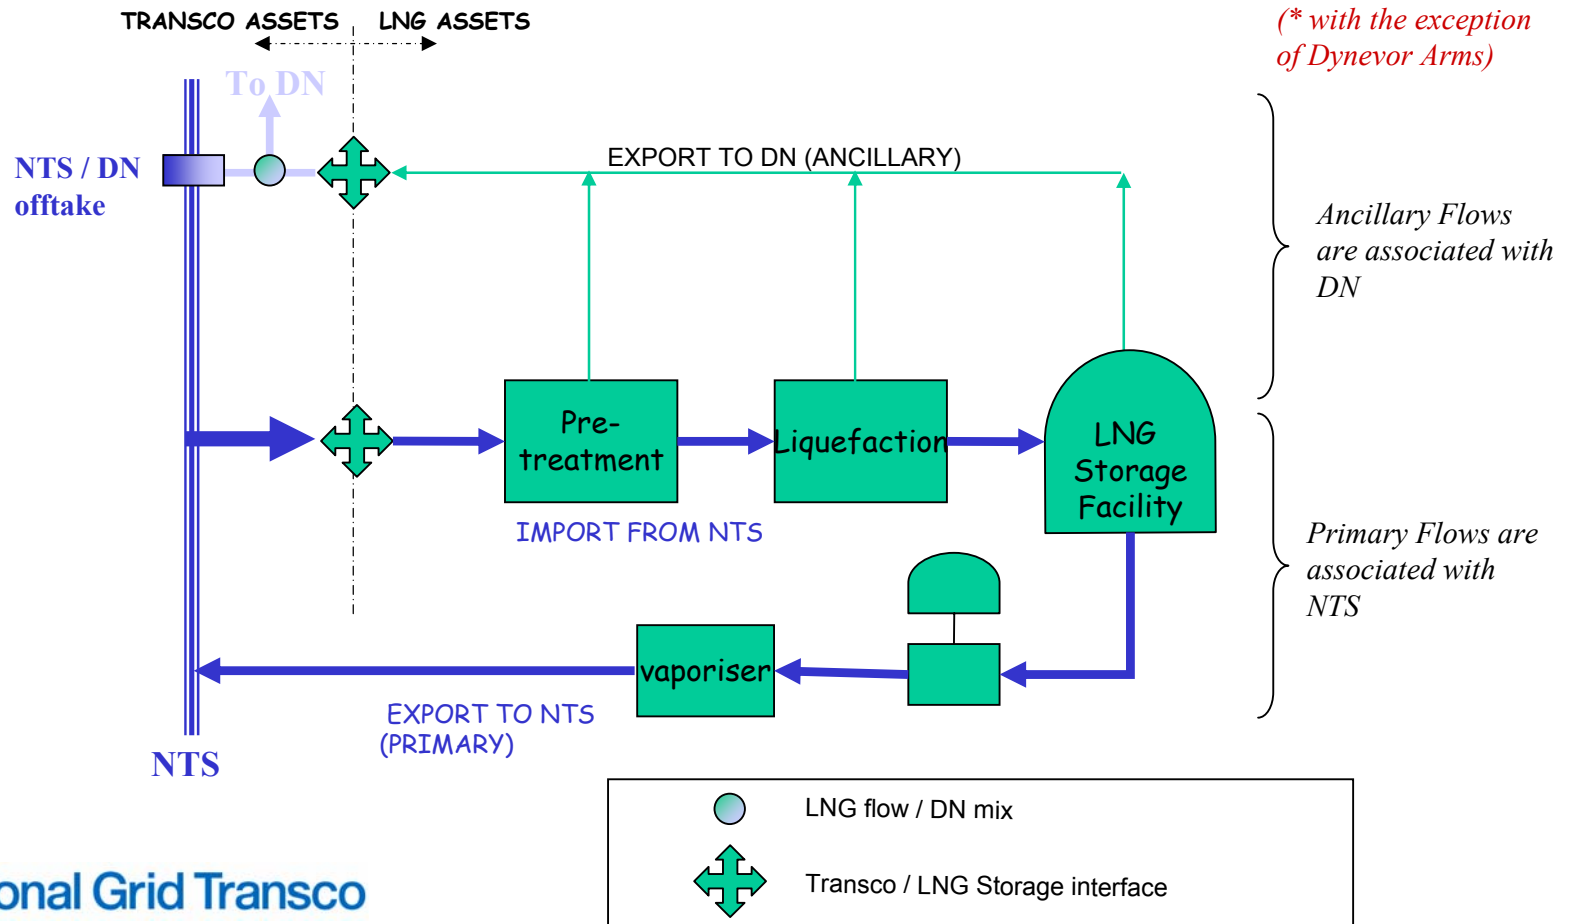 TRANSCO ASSETS
LNG ASSETS
(* with the exception
of Dynevor Arms)
To DN
NTS / DN
offtake
EXPORT TO DN (ANCILLARY)
Ancillary Flows
are associated with
DN
Pre-
treatment
Liquefaction
LNG
Storage
Facility
IMPORT FROM NTS
Primary Flows are
associated with
NTS
vaporiser
EXPORT TO NTS
(PRIMARY)
NTS
LNG flow / DN mix
Transco / LNG Storage interface
onal Grid Transco